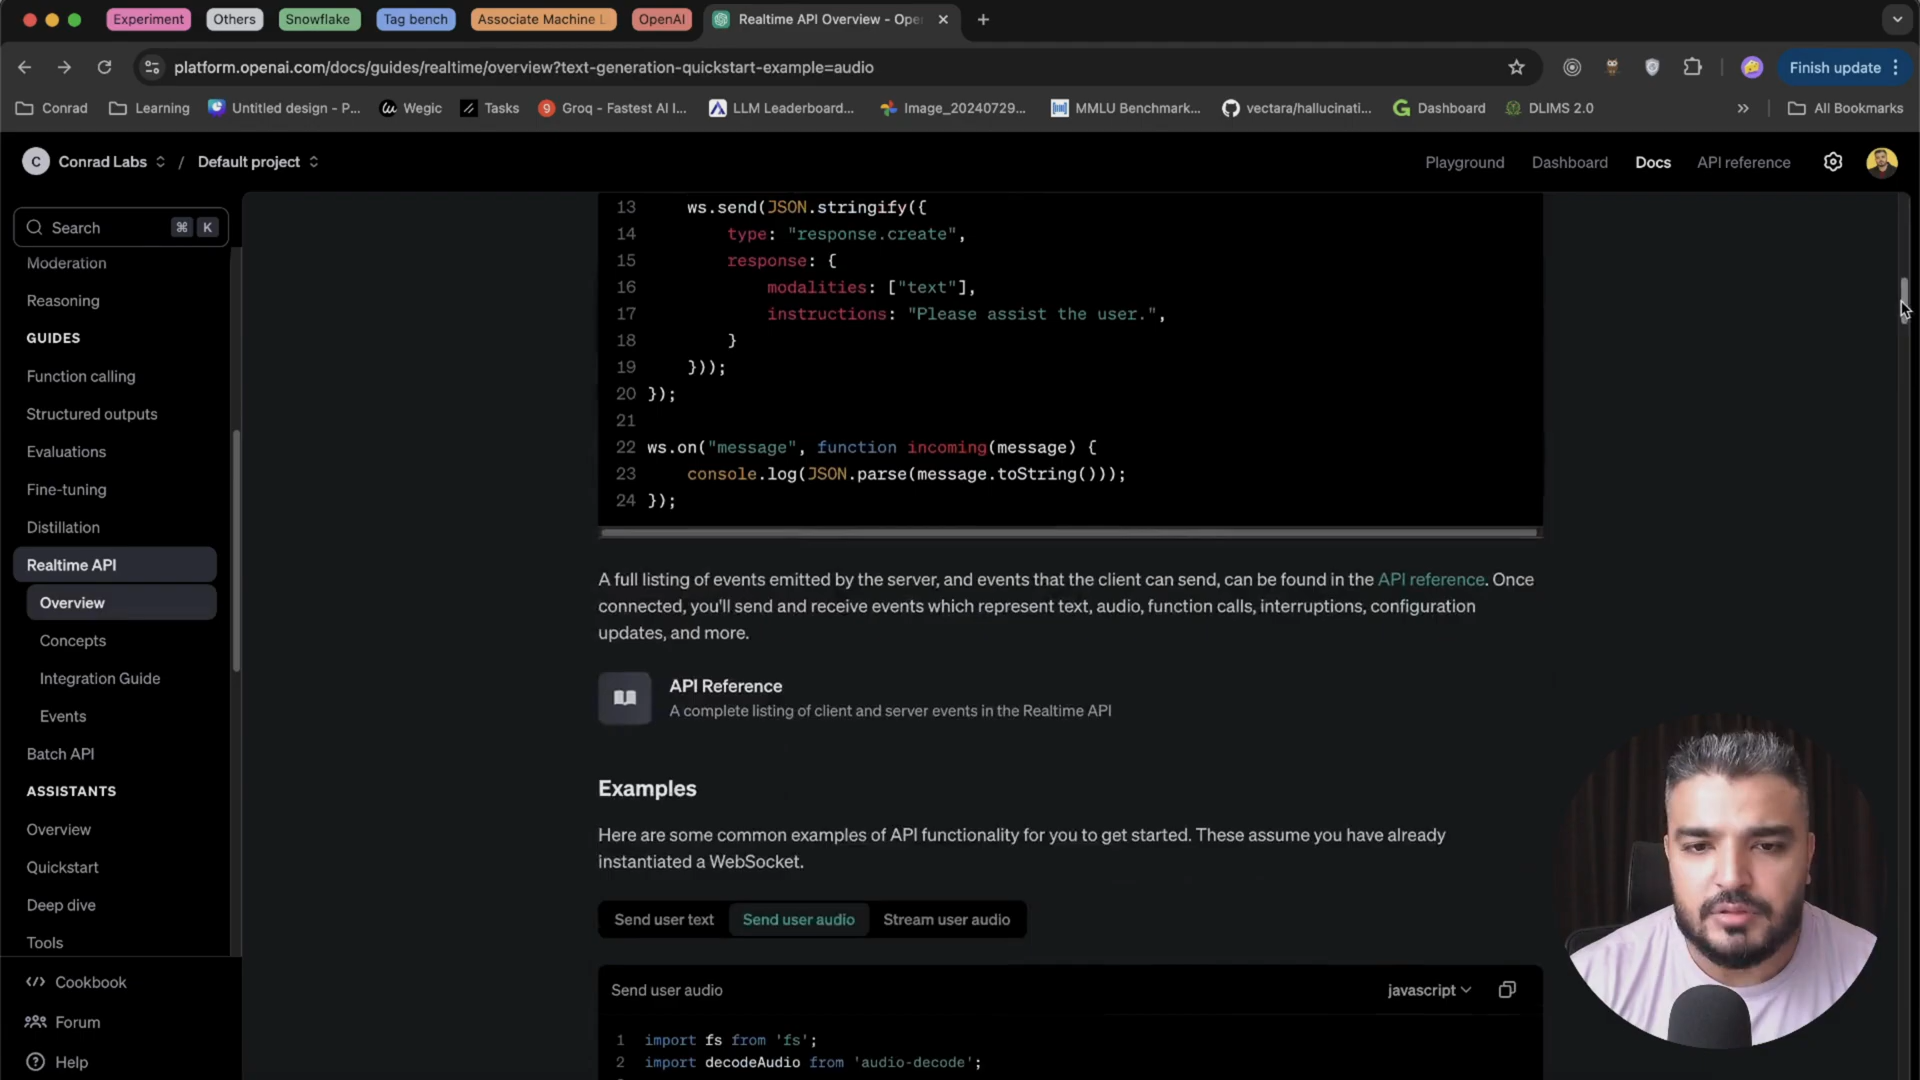 Experiment
Others
Snowflake
Tag bench
Associate Machine L
OpenAI
Realtime API Overview - Ope
platform.openai.com/docs/guides/realtime/overview?text-generation-quickstart-example=audio
Finish update
Conrad
Learning
Untitled design - P...
Wegic
Tasks
Groq - Fastest AI I...
LLM Leaderboard...
Image_20240729...
MMLU Benchmark...
vectara/hallucinati...
Dashboard
DLIMS 2.0
»
All Bookmarks
C Conrad Labs / Default project
Playground
Dashboard
Docs
API reference
Search ⌘ K
Moderation
Reasoning
GUIDES
Function calling
Structured outputs
Evaluations
Fine-tuning
Distillation
Realtime API
Overview
Concepts
Integration Guide
Events
Batch API
ASSISTANTS
Overview
Quickstart
Deep dive
Tools
Cookbook
Forum
Help
13 ws.send(JSON.stringify({
14 type: "response.create",
15 response: {
16 modalities: ["text"],
17 instructions: "Please assist the user.",
18 }
19 }));
20 });
21
22 ws.on("message", function incoming(message) {
23 console.log(JSON.parse(message.toString()));
24 });
A full listing of events emitted by the server, and events that the client can send, can be found in the API reference. Once
connected, you'll send and receive events which represent text, audio, function calls, interruptions, configuration
updates, and more.
API Reference
A complete listing of client and server events in the Realtime API
Examples
Here are some common examples of API functionality for you to get started. These assume you have already
instantiated a WebSocket.
Send user text
Send user audio
Stream user audio
Send user audio
javascript
1 import fs from 'fs';
2 import decodeAudio from 'audio-decode';